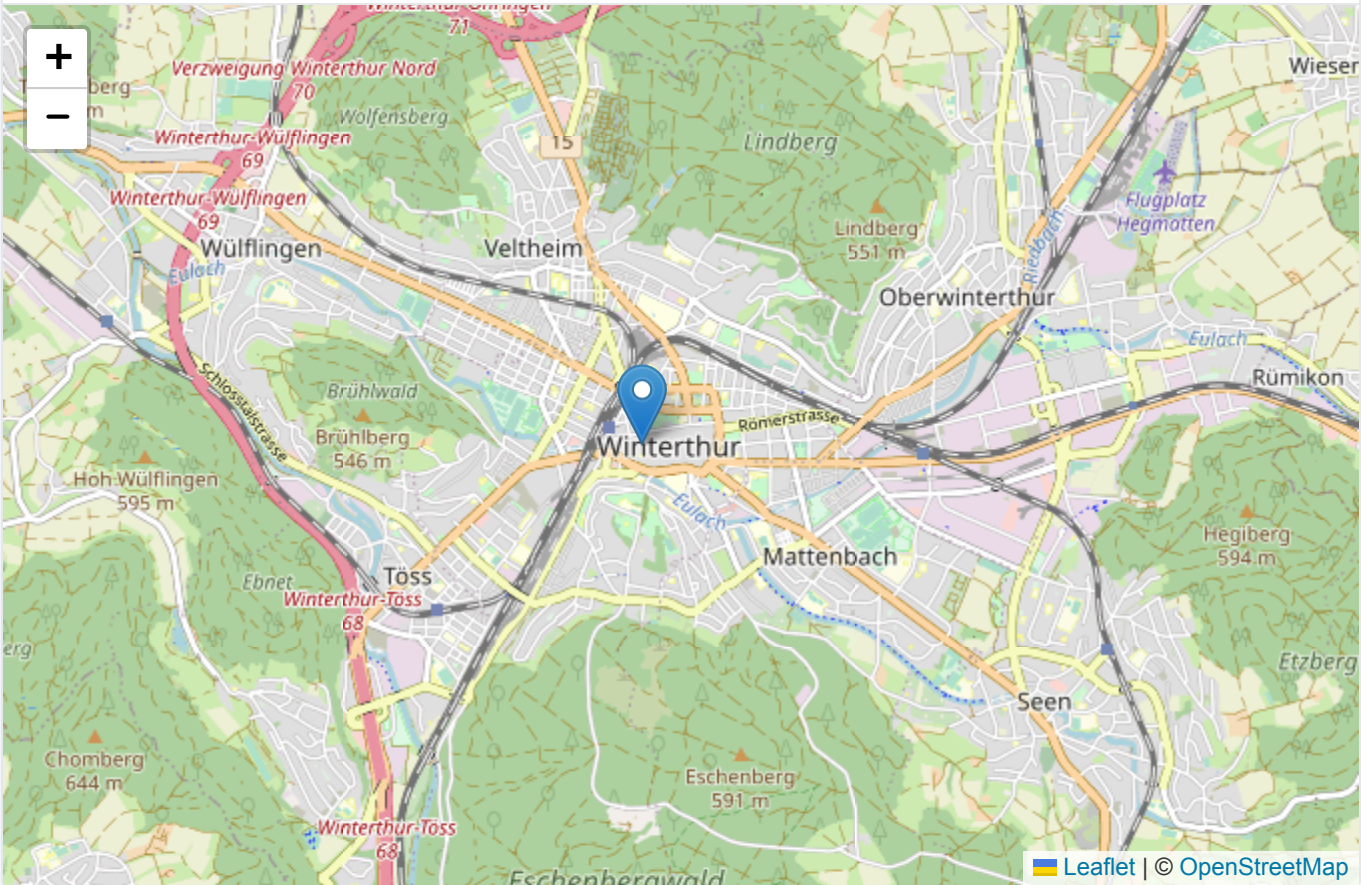 Winterthur-Ohringen
71
+
−
Verzweigung Winterthur Nord
70
Wieser
berg
m
Wolfensberg
Winterthur-Wülflingen
69
15
Lindberg
Flugplatz
Hegmatten
Winterthur-Wülflingen
69
Lindberg
551 m
Riedbach
Wülflingen
Veltheim
Eulach
Oberwinterthur
Eulach
Rümikon
Schlosstalstrasse
Brühlwald
Römerstrasse
Brühlberg
546 m
Winterthur
Hoh Wülflingen
595 m
Eulach
Hegiberg
594 m
Mattenbach
Ebnet
Töss
Winterthur-Töss
68
erg
Etzberg
Seen
Chomberg
644 m
Eschenberg
591 m
Winterthur-Töss
68
Eschenbergwald
Leaflet | © OpenStreetMap